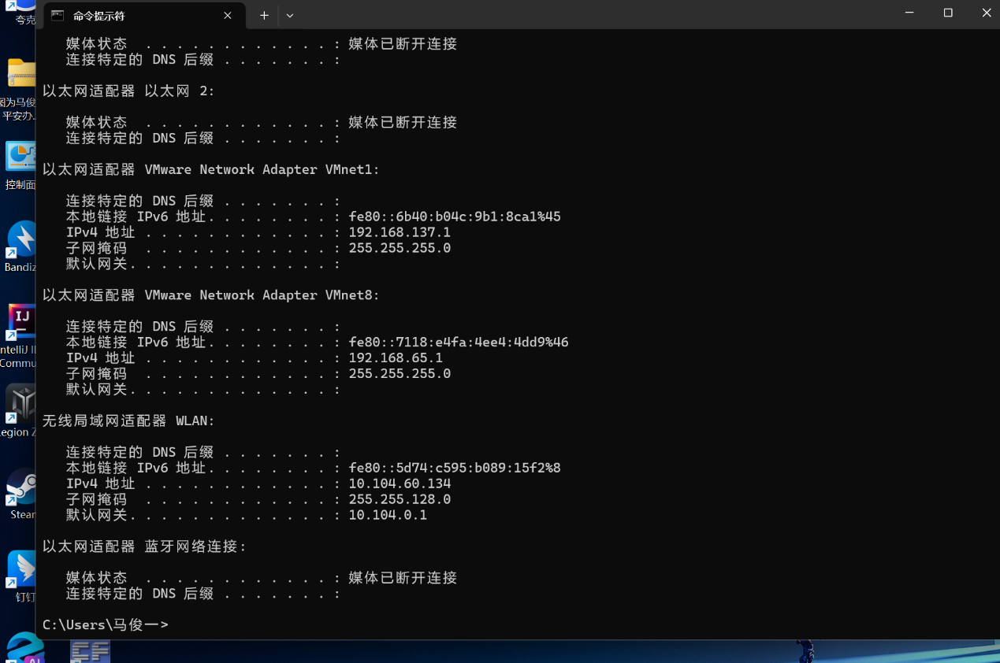 命令提示符
夸克
媒体状态 . . . . . . . . . . . . : 媒体已断开连接
连接特定的 DNS 后缀 . . . . . . . :
以太网适配器 以太网 2:
媒体状态 . . . . . . . . . . . . : 媒体已断开连接
连接特定的 DNS 后缀 . . . . . . . :
以太网适配器 VMware Network Adapter VMnet1:
连接特定的 DNS 后缀 . . . . . . . :
本地链接 IPv6 地址. . . . . . . . : fe80::6b40:b04c:9b1:8ca1%45
IPv4 地址 . . . . . . . . . . . . : 192.168.137.1
子网掩码 . . . . . . . . . . . . : 255.255.255.0
默认网关. . . . . . . . . . . . . :
以太网适配器 VMware Network Adapter VMnet8:
连接特定的 DNS 后缀 . . . . . . . :
本地链接 IPv6 地址. . . . . . . . : fe80::7118:e4fa:4ee4:4dd9%46
IPv4 地址 . . . . . . . . . . . . : 192.168.65.1
子网掩码 . . . . . . . . . . . . : 255.255.255.0
默认网关. . . . . . . . . . . . . :
无线局域网适配器 WLAN:
连接特定的 DNS 后缀 . . . . . . . :
本地链接 IPv6 地址. . . . . . . . : fe80::5d74:c595:b089:15f2%8
IPv4 地址 . . . . . . . . . . . . : 10.104.60.134
子网掩码 . . . . . . . . . . . . : 255.255.128.0
默认网关. . . . . . . . . . . . . : 10.104.0.1
以太网适配器 蓝牙网络连接:
媒体状态 . . . . . . . . . . . . : 媒体已断开连接
连接特定的 DNS 后缀 . . . . . . . :
C:\Users\马俊一>
图为马俊
平安办..
控制面
Bandiz
IJ
ntelliJ I
Commu
egion Z
Stear
钉钉
CF